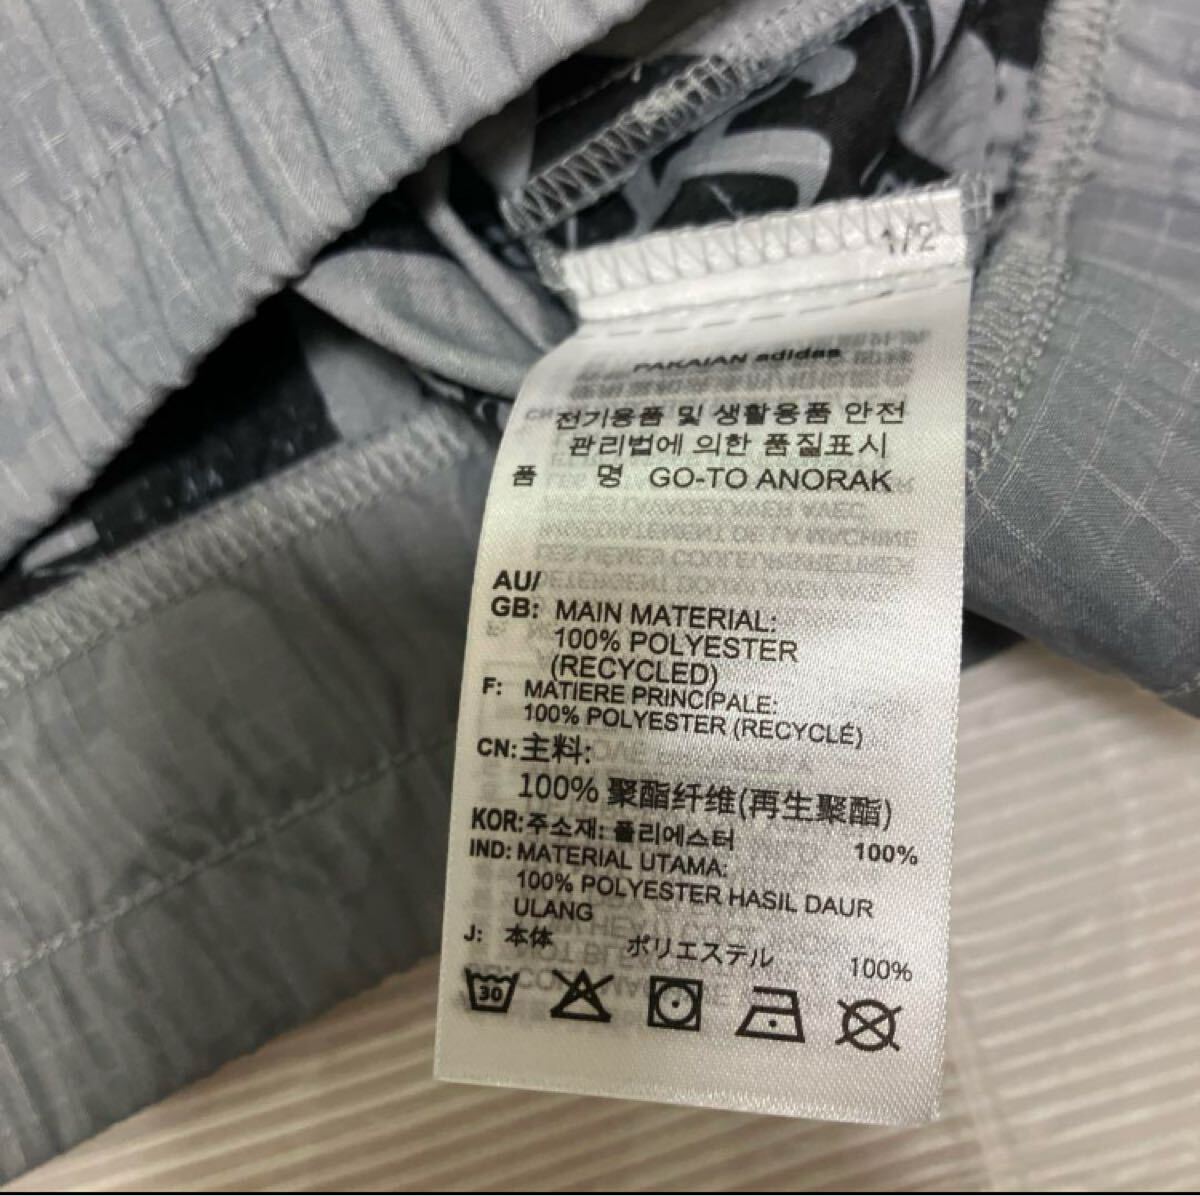 1/2
PAKAIAN adidas
전기용품 및 생활용품 안전
관리법에 의한 품질표시
품 명 GO-TO ANORAK
AU/
GB: MAIN MATERIAL:
100% POLYESTER
(RECYCLED)
F: MATIERE PRINCIPALE:
100% POLYESTER (RECYCLÉ)
CN: 主料:
100% 聚酯纤维(再生聚酯)
KOR: 주소재: 폴리에스터 100%
IND: MATERIAL UTAMA:
100% POLYESTER HASIL DAUR
ULANG
J: 本体 ポリエステル 100%
30